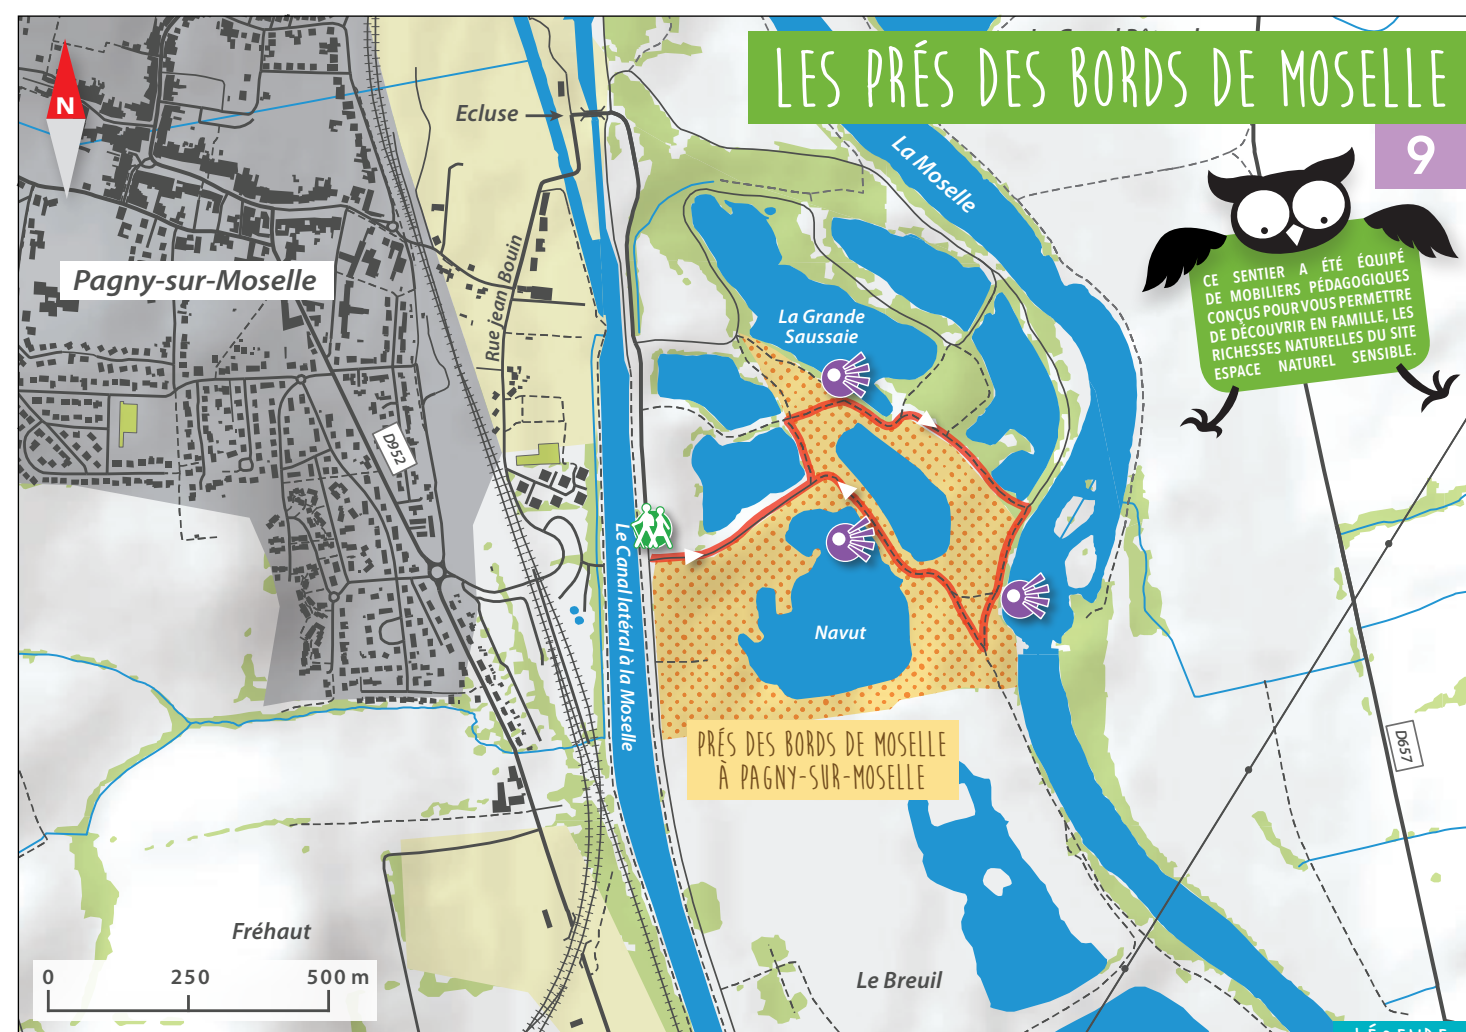 LES PRÉS DES BORDS DE MOSELLE
9
N
Ecluse
La Moselle
Pagny-sur-Moselle
Rue Jean Bouin
CE SENTIER A ÉTÉ ÉQUIPÉ
DE MOBILIERS PÉDAGOGIQUES
CONÇUS POUR VOUS PERMETTRE
DE DÉCOUVRIR EN FAMILLE, LES
RICHESSES NATURELLES DU SITE
ESPACE NATUREL SENSIBLE.
La Grande
Saussaie
D952
Le Canal latéral à la Moselle
Navut
PRÉS DES BORDS DE MOSELLE
À PAGNY-SUR-MOSELLE
D657
Fréhaut
Le Breuil
0 250 500 m